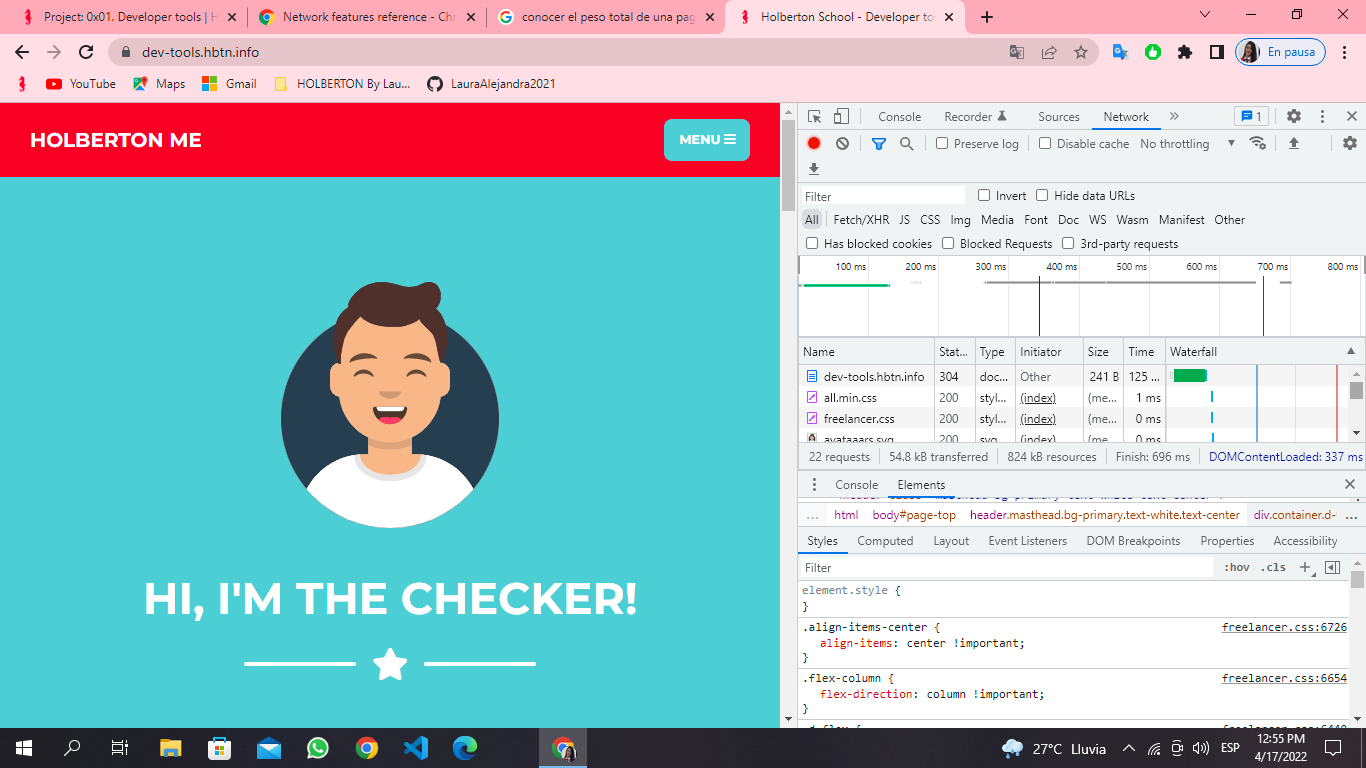 Project: 0x01. Developer tools | H
Network features reference - Chr
conocer el peso total de una pag
Holberton School - Developer to
dev-tools.hbtn.info
En pausa
YouTube
Maps
Gmail
HOLBERTON By Lau...
LauraAlejandra2021
HOLBERTON ME
MENU
HI, I'M THE CHECKER!
Console
Recorder
Sources
Network
1
Preserve log
Disable cache
No throttling
Filter
Invert
Hide data URLs
All Fetch/XHR JS CSS Img Media Font Doc WS Wasm Manifest Other
Has blocked cookies
Blocked Requests
3rd-party requests
100 ms 200 ms 300 ms 400 ms 500 ms 600 ms 700 ms 800 ms
Name Stat... Type Initiator Size Time Waterfall
dev-tools.hbtn.info 304 doc... Other 241 B 125 ...
all.min.css 200 styl... (index) (me... 1 ms
freelancer.css 200 styl... (index) (me... 0 ms
avataaars.svg 200 svg (index) (me... 0 ms
22 requests 54.8 kB transferred 824 kB resources Finish: 696 ms DOMContentLoaded: 337 ms
Console Elements
... html body#page-top header.masthead.bg-primary.text-white.text-center div.container.d- ...
Styles Computed Layout Event Listeners DOM Breakpoints Properties Accessibility
Filter :hov .cls
element.style {
}
.align-items-center { freelancer.css:6726
align-items: center !important;
}
.flex-column { freelancer.css:6654
flex-direction: column !important;
}
27°C Lluvia
ESP
12:55 PM
4/17/2022